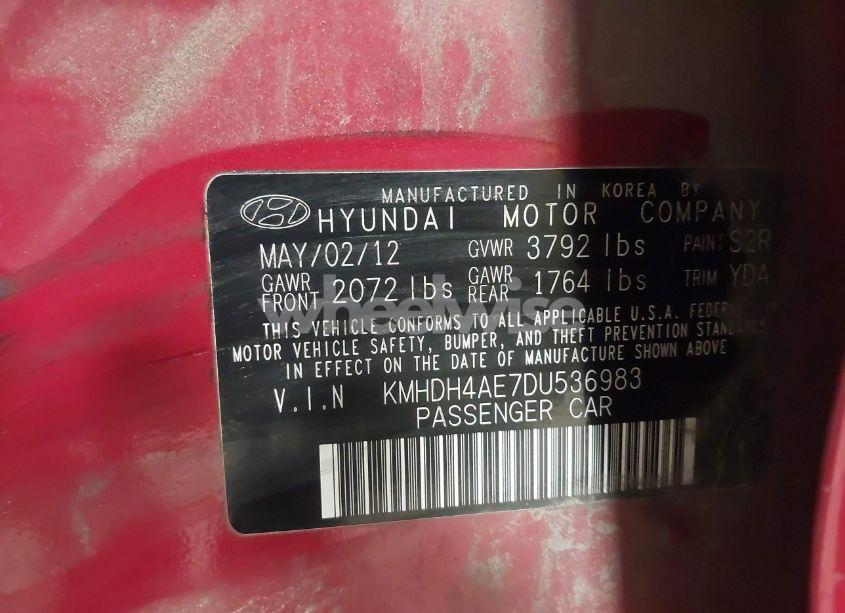 MANUFACTURED IN KOREA BY
HYUNDAI MOTOR COMPANY
MAY/02/12 GVWR 3792 lbs PAINT S2R
GAWR FRONT 2072 lbs GAWR REAR 1764 lbs TRIM YDA
wheelwise
THIS VEHICLE CONFORMS TO ALL APPLICABLE U.S.A. FEDERAL
MOTOR VEHICLE SAFETY, BUMPER, AND THEFT PREVENTION STANDARDS
IN EFFECT ON THE DATE OF MANUFACTURE SHOWN ABOVE
V.I.N KMHDH4AE7DU536983
PASSENGER CAR